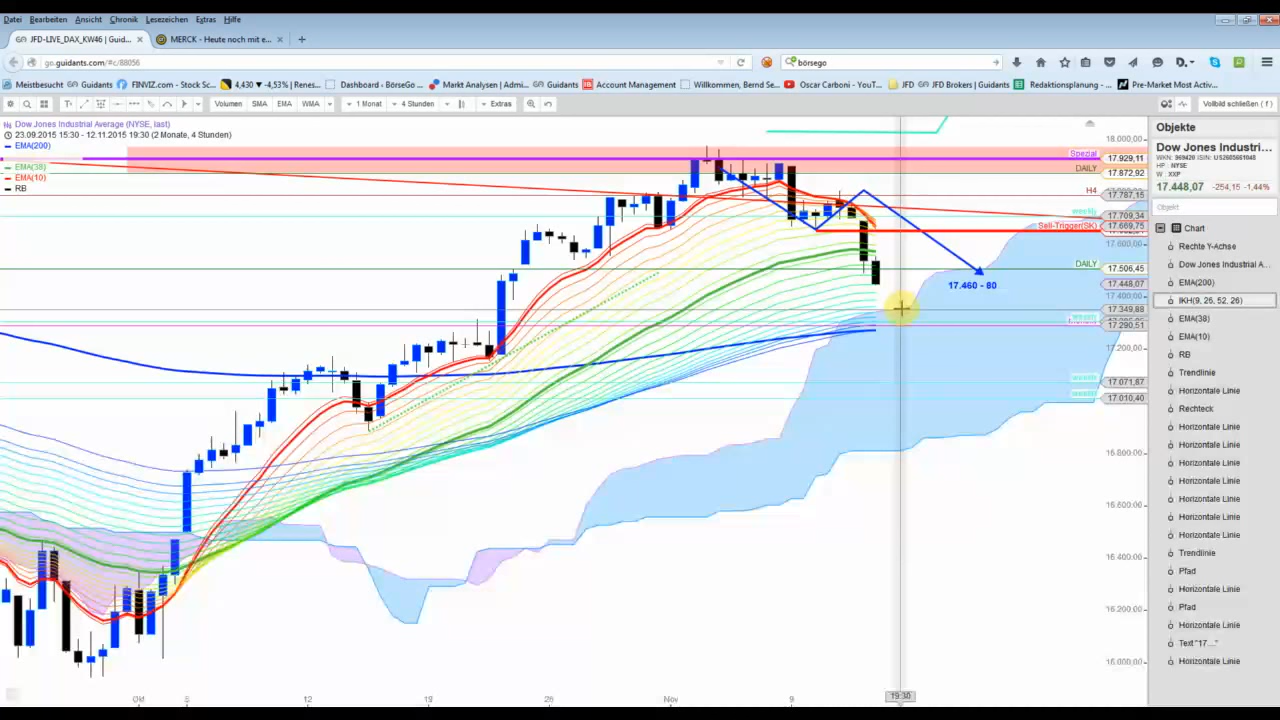 Datei Bearbeiten Ansicht Chronik Lesezeichen Extras Hilfe
JFD-LIVE_DAX_KW46 | Guid... MERCK - Heute noch mit e...
go.guidants.com/#c/88056 börsego
Meistbesucht Guidants FINVIZ.com - Stock Sc... 4,430 -4,53% | Renes... Dashboard - BörseGo ... Markt Analysen | Admi... Guidants Account Management Willkommen, Bernd Se... Oscar Carboni - YouT... JFD JFD Brokers | Guidants Redaktionsplanung - ... Pre-Market Most Activ...
Volumen SMA EMA WMA 1 Monat 4 Stunden Extras Vollbild schließen ( f )
Dow Jones Industrial Average (NYSE, last)
23.09.2015 15:30 - 12.11.2015 19:30 (2 Monate, 4 Stunden)
EMA(200)
EMA(38)
EMA(10)
RB
18.000,00
Spezial 17.929,11
DAILY 17.872,92
H4 17.787,15
weekly 17.709,34
Sell-Trigger(SK) 17.669,75
17.600,00
DAILY 17.506,45
17.460 - 80
17.448,07
17.400,00
17.349,88
weekly
17.290,51
17.200,00
weekly 17.071,87
weekly 17.010,40
16.800,00
16.600,00
16.400,00
16.200,00
16.000,00
Okt 5 12 19 26 Nov 9 19:30
Objekte
Dow Jones Industri...
WKN: 969420 ISIN: US2605661048
HP : NYSE
W : XXP
17.448,07 -254,15 -1,44%
Objekt
Chart
Rechte Y-Achse
Dow Jones Industrial A...
EMA(200)
IKH(9, 26, 52, 26)
EMA(38)
EMA(10)
RB
Trendlinie
Horizontale Linie
Rechteck
Horizontale Linie
Horizontale Linie
Horizontale Linie
Horizontale Linie
Horizontale Linie
Horizontale Linie
Horizontale Linie
Trendlinie
Pfad
Horizontale Linie
Pfad
Horizontale Linie
Text "17...."
Horizontale Linie